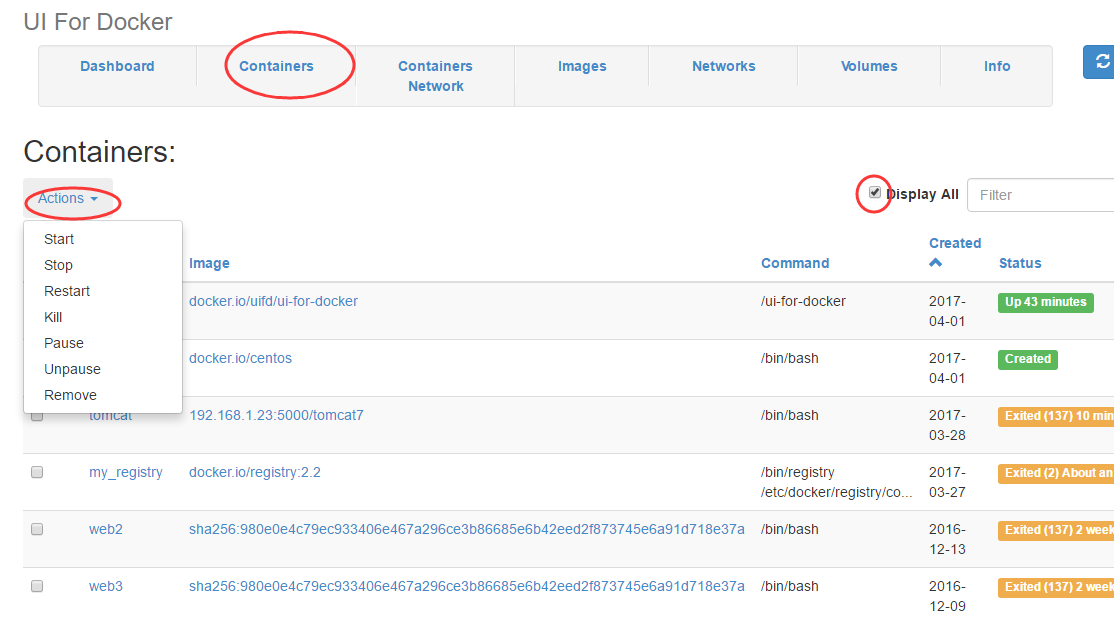 UI For Docker
Dashboard
Containers
Containers
Network
Images
Networks
Volumes
Info
Containers:
Actions
Display All
Filter
Start
Stop
Restart
Kill
Pause
Unpause
Remove
Image
Command
Created
Status
docker.io/uifd/ui-for-docker
/ui-for-docker
2017-
04-01
Up 43 minutes
docker.io/centos
/bin/bash
2017-
04-01
Created
tomcat
192.168.1.23:5000/tomcat7
/bin/bash
2017-
03-28
Exited (137) 10 min
my_registry
docker.io/registry:2.2
/bin/registry
/etc/docker/registry/co...
2017-
03-27
Exited (2) About an
web2
sha256:980e0e4c79ec933406e467a296ce3b86685e6b42eed2f873745e6a91d718e37a
/bin/bash
2016-
12-13
Exited (137) 2 week
web3
sha256:980e0e4c79ec933406e467a296ce3b86685e6b42eed2f873745e6a91d718e37a
/bin/bash
2016-
12-09
Exited (137) 2 week